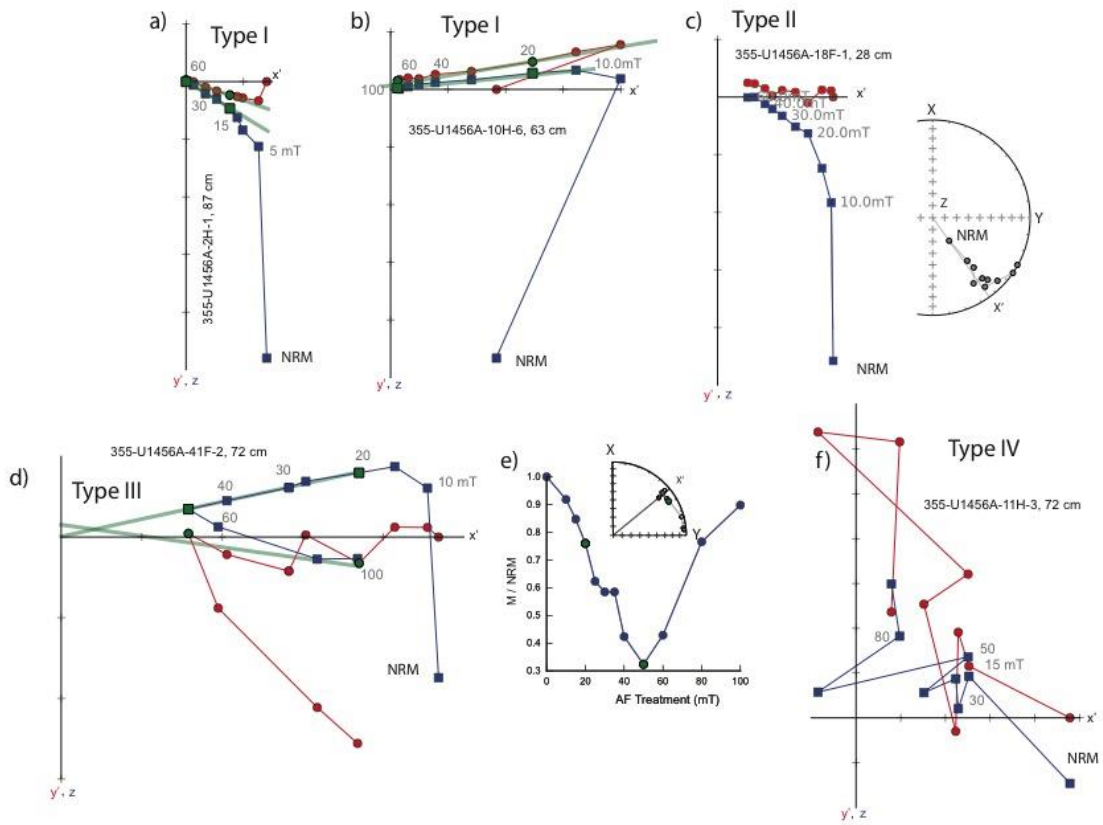 a)
Type I
60
30
15
5 mT
x'
355-U1456A-2H-1, 87 cm
NRM
y', z
b)
Type I
60
40
20
10.0mT
100
x'
355-U1456A-10H-6, 63 cm
NRM
y', z
c)
Type II
355-U1456A-18F-1, 28 cm
x'
40.0mT
30.0mT
20.0mT
10.0mT
NRM
y', z
X
Z
Y
NRM
X'
d)
Type III
355-U1456A-41F-2, 72 cm
20
30
40
10 mT
60
x'
100
NRM
y', z
e)
X
x'
Y
1.0
0.9
0.8
0.7
0.6
0.5
0.4
0.3
M / NRM
0 20 40 60 80 100
AF Treatment (mT)
Type IV
f)
355-U1456A-11H-3, 72 cm
80
50
15 mT
30
x'
NRM
y', z